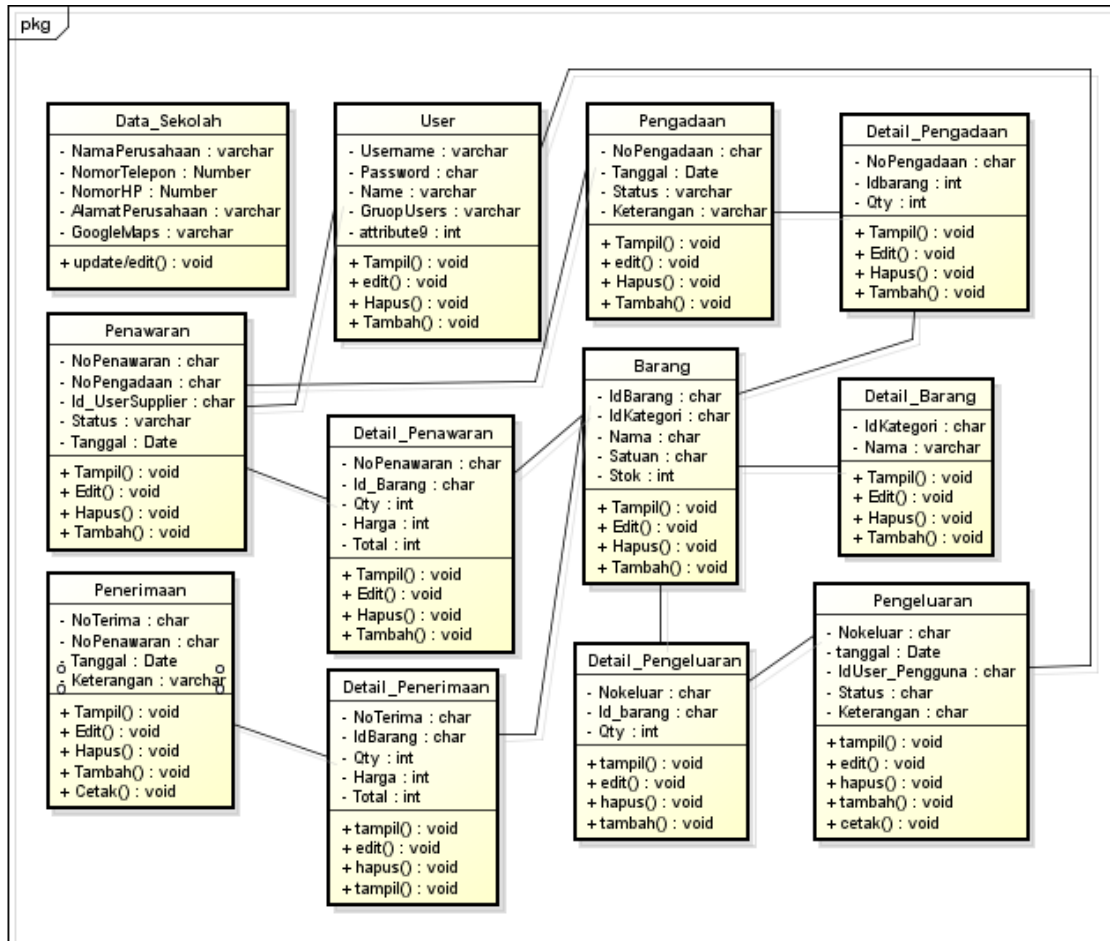 pkg
Data_Sekolah
- NamaPerusahaan : varchar
- NomorTelepon : Number
- NomorHP : Number
- AlamatPerusahaan : varchar
- GoogleMaps : varchar
+ update/edit() : void
User
- Username : varchar
- Password : char
- Name : varchar
- GruopUsers : varchar
- attribute9 : int
+ Tampil() : void
+ edit() : void
+ Hapus() : void
+ Tambah() : void
Pengadaan
- NoPengadaan : char
- Tanggal : Date
- Status : varchar
- Keterangan : varchar
+ Tampil() : void
+ edit() : void
+ Hapus() : void
+ Tambah() : void
Detail_Pengadaan
- NoPengadaan : char
- Idbarang : int
- Qty : int
+ Tampil() : void
+ Edit() : void
+ Hapus() : void
+ Tambah() : void
Penawaran
- NoPenawaran : char
- NoPengadaan : char
- Id_UserSupplier : char
- Status : varchar
- Tanggal : Date
+ Tampil() : void
+ Edit() : void
+ Hapus() : void
+ Tambah() : void
Detail_Penawaran
- NoPenawaran : char
- Id_Barang : char
- Qty : int
- Harga : int
- Total : int
+ Tampil() : void
+ Edit() : void
+ Hapus() : void
+ Tambah() : void
Barang
- IdBarang : char
- IdKategori : char
- Nama : char
- Satuan : char
- Stok : int
+ Tampil() : void
+ Edit() : void
+ Hapus() : void
+ Tambah() : void
Detail_Barang
- IdKategori : char
- Nama : varchar
+ Tampil() : void
+ Edit() : void
+ Hapus() : void
+ Tambah() : void
Penerimaan
- NoTerima : char
- NoPenawaran : char
- Tanggal : Date
- Keterangan : varchar
+ Tampil() : void
+ Edit() : void
+ Hapus() : void
+ Tambah() : void
+ Cetak() : void
Detail_Penerimaan
- NoTerima : char
- IdBarang : char
- Qty : int
- Harga : int
- Total : int
+ tampil() : void
+ edit() : void
+ hapus() : void
+ tampil() : void
Detail_Pengeluaran
- Nokeluar : char
- Id_barang : char
- Qty : int
+ tampil() : void
+ edit() : void
+ hapus() : void
+ tambah() : void
Pengeluaran
- Nokeluar : char
- tanggal : Date
- IdUser_Pengguna : char
- Status : char
- Keterangan : char
+ tampil() : void
+ edit() : void
+ hapus() : void
+ tambah() : void
+ cetak() : void